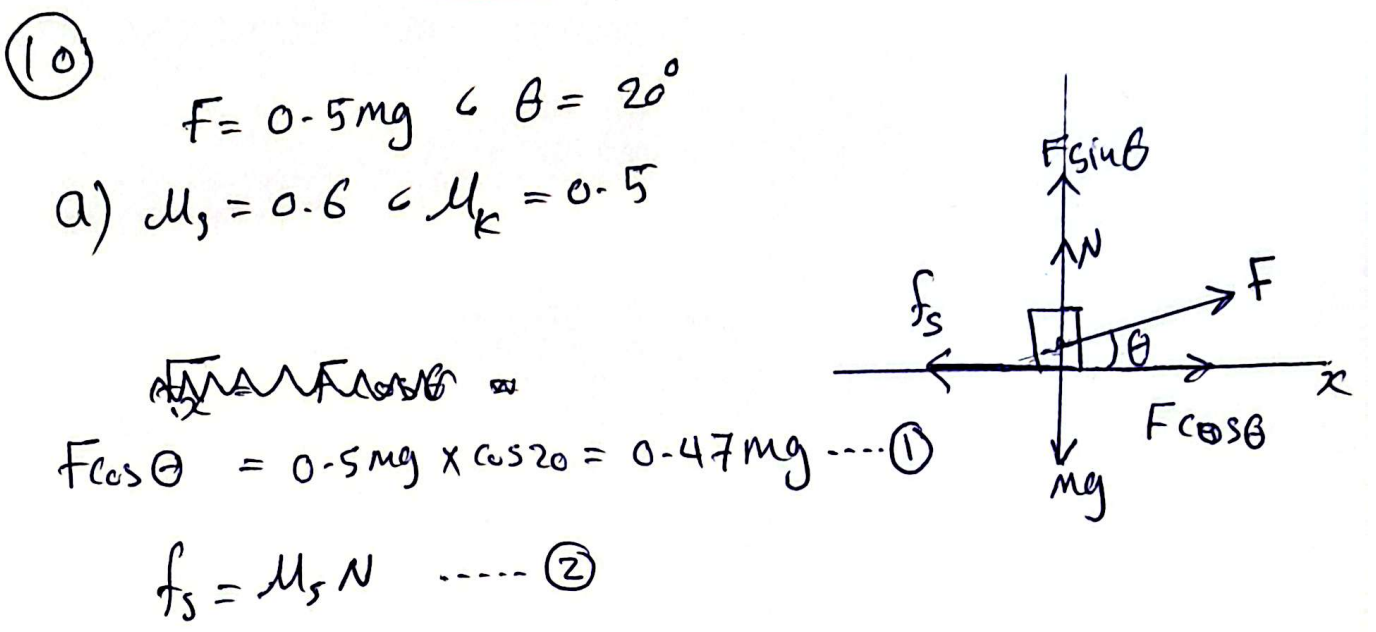 10
F = 0.5mg ، θ = 20°
a) μs = 0.6 ، μk = 0.5
Fsinθ
N
fs
F
θ
x
Fcosθ
mg
Fcosθ = 0.5mg × cos20 = 0.47mg ----①
fs = μs N ------ ②